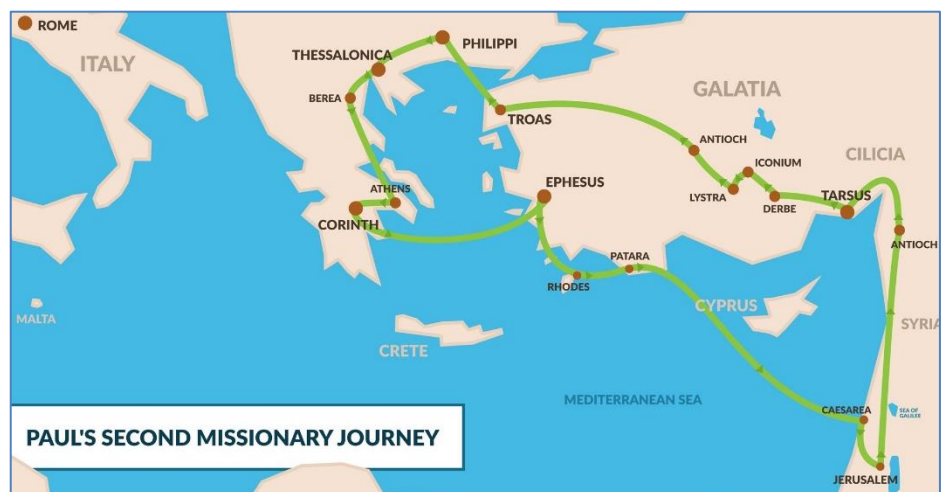 ROME
ITALY
THESSALONICA
PHILIPPI
BEREA
TROAS
GALATIA
ANTIOCH
ICONIUM
CILICIA
LYSTRA
DERBE
TARSUS
ATHENS
CORINTH
EPHESUS
ANTIOCH
PATARA
RHODES
CYPRUS
SYRIA
MALTA
CRETE
MEDITERRANEAN SEA
CAESAREA
SEA OF
GALILEE
JERUSALEM
PAUL'S SECOND MISSIONARY JOURNEY